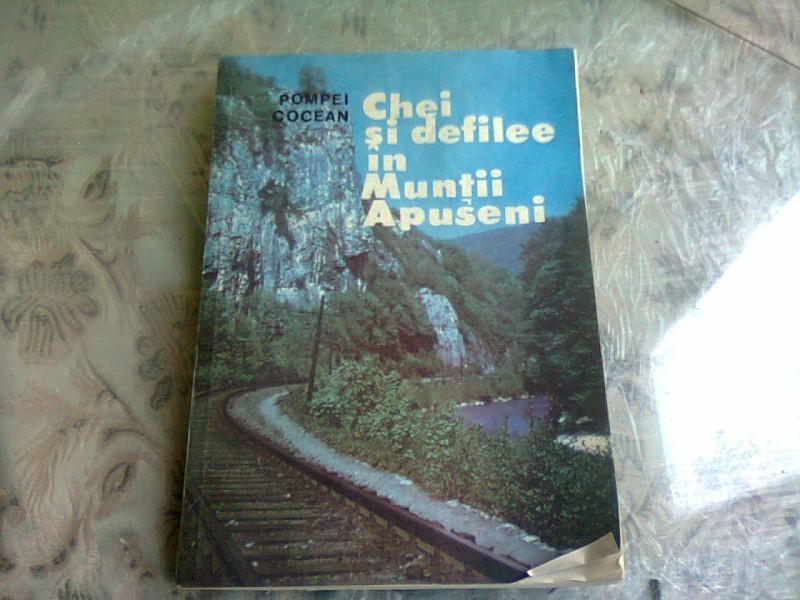 POMPEI
COCEAN
Chei
și defilee
în
Munții
Apuseni